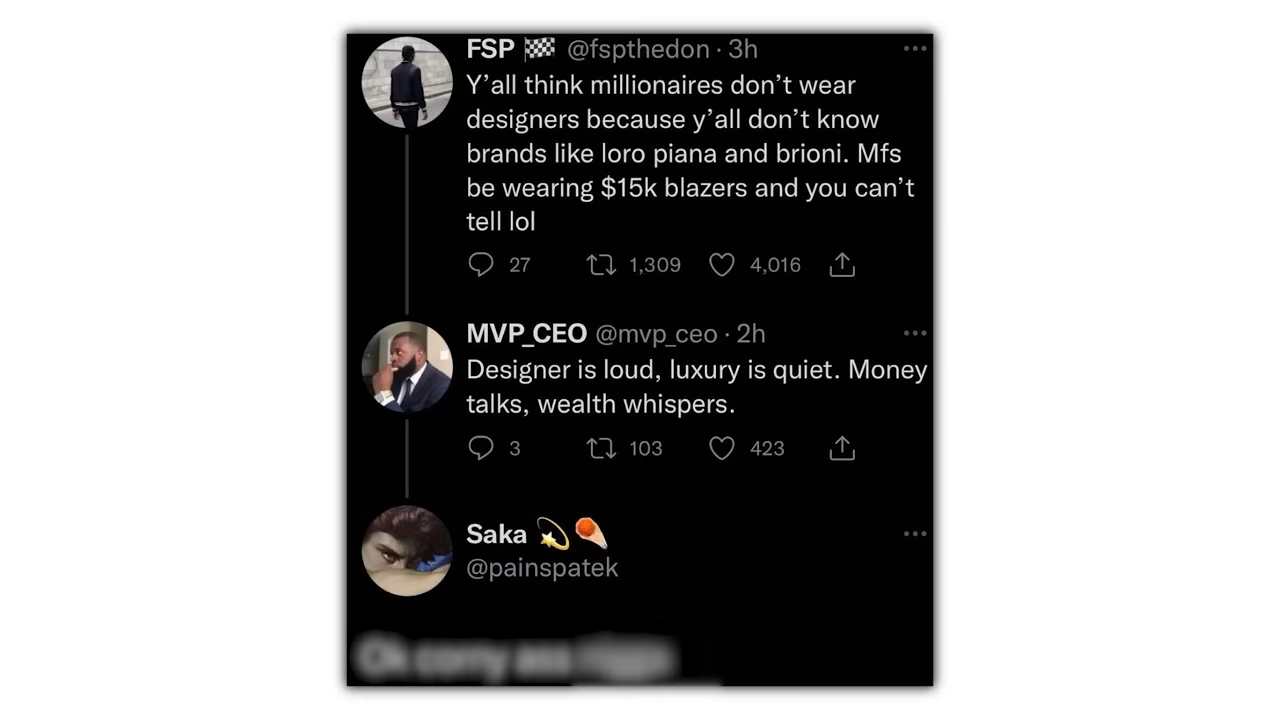 FSP 🏁 @fspthedon · 3h
Y’all think millionaires don’t wear
designers because y’all don’t know
brands like loro piana and brioni. Mfs
be wearing $15k blazers and you can’t
tell lol
27 1,309 4,016
MVP_CEO @mvp_ceo · 2h
Designer is loud, luxury is quiet. Money
talks, wealth whispers.
3 103 423
Saka 💫☄️
@painspatek